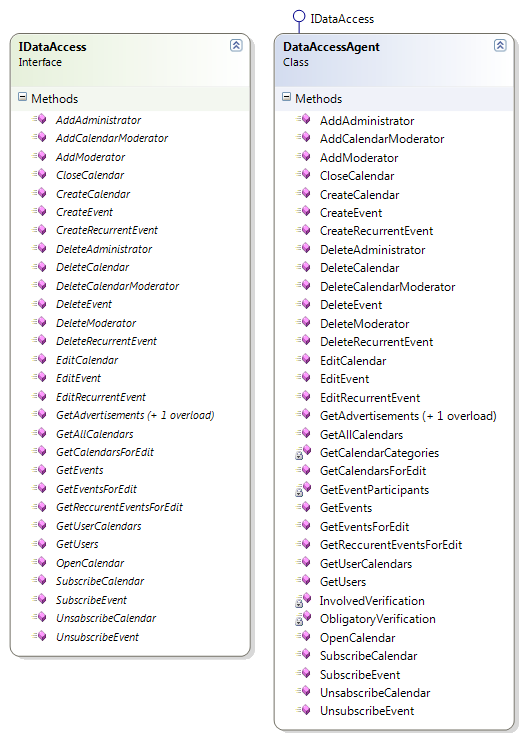 IDataAccess
Interface
Methods
AddAdministrator
AddCalendarModerator
AddModerator
CloseCalendar
CreateCalendar
CreateEvent
CreateRecurrentEvent
DeleteAdministrator
DeleteCalendar
DeleteCalendarModerator
DeleteEvent
DeleteModerator
DeleteRecurrentEvent
EditCalendar
EditEvent
EditRecurrentEvent
GetAdvertisements (+ 1 overload)
GetAllCalendars
GetCalendarsForEdit
GetEvents
GetEventsForEdit
GetReccurentEventsForEdit
GetUserCalendars
GetUsers
OpenCalendar
SubscribeCalendar
SubscribeEvent
UnsabscribeCalendar
UnsubscribeEvent
IDataAccess
DataAccessAgent
Class
Methods
AddAdministrator
AddCalendarModerator
AddModerator
CloseCalendar
CreateCalendar
CreateEvent
CreateRecurrentEvent
DeleteAdministrator
DeleteCalendar
DeleteCalendarModerator
DeleteEvent
DeleteModerator
DeleteRecurrentEvent
EditCalendar
EditEvent
EditRecurrentEvent
GetAdvertisements (+ 1 overload)
GetAllCalendars
GetCalendarCategories
GetCalendarsForEdit
GetEventParticipants
GetEvents
GetEventsForEdit
GetReccurentEventsForEdit
GetUserCalendars
GetUsers
InvolvedVerification
ObligatoryVerification
OpenCalendar
SubscribeCalendar
SubscribeEvent
UnsabscribeCalendar
UnsubscribeEvent